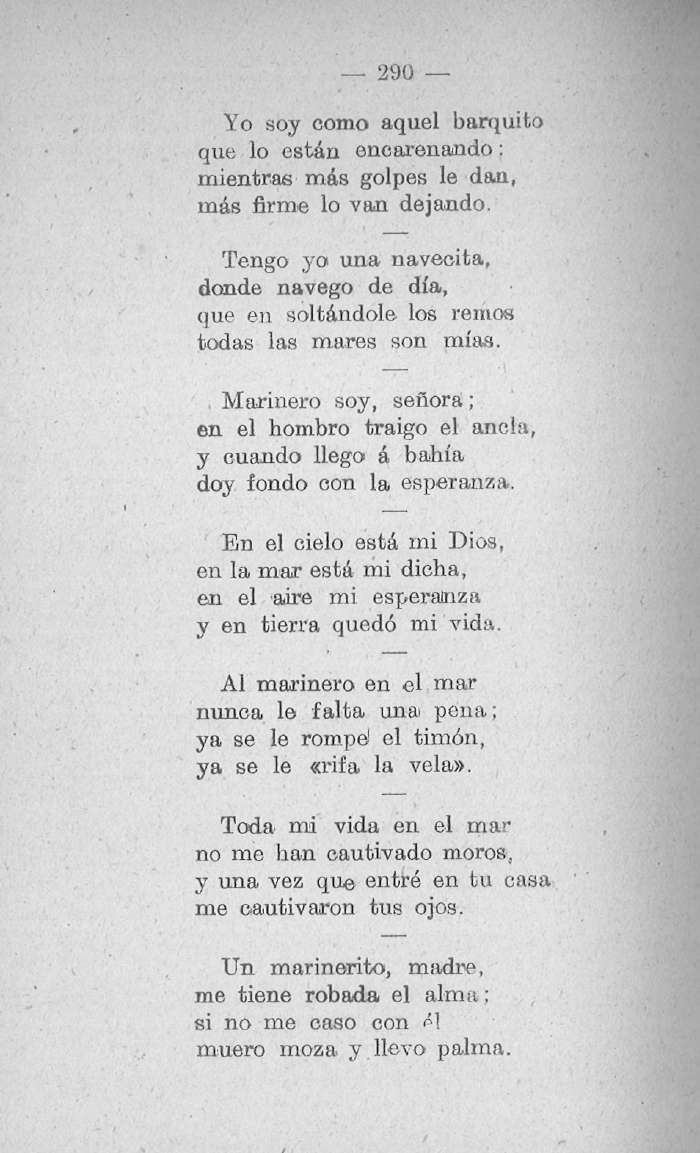 — 290 —
Yo soy como aquel barquito
que lo están encarenando:
mientras más golpes le dan,
más firme lo van dejando.
—
Tengo yo una navecita,
donde navego de día,
que en soltándole los remos
todas las mares son mías.
—
Marinero soy, señora;
en el hombro traigo el ancla,
y cuando llego á bahía
doy fondo con la esperanza.
—
En el cielo está mi Dios,
en la mar está mi dicha,
en el aire mi esperanza
y en tierra quedó mi vida.
—
Al marinero en el mar
nunca le falta una pena;
ya se le rompe el timón,
ya se le «rifa la vela».
—
Toda mi vida en el mar
no me han cautivado moros,
y una vez que entré en tu casa
me cautivaron tus ojos.
—
Un marinerito, madre,
me tiene robada el alma;
si no me caso con él
muero moza y llevo palma.